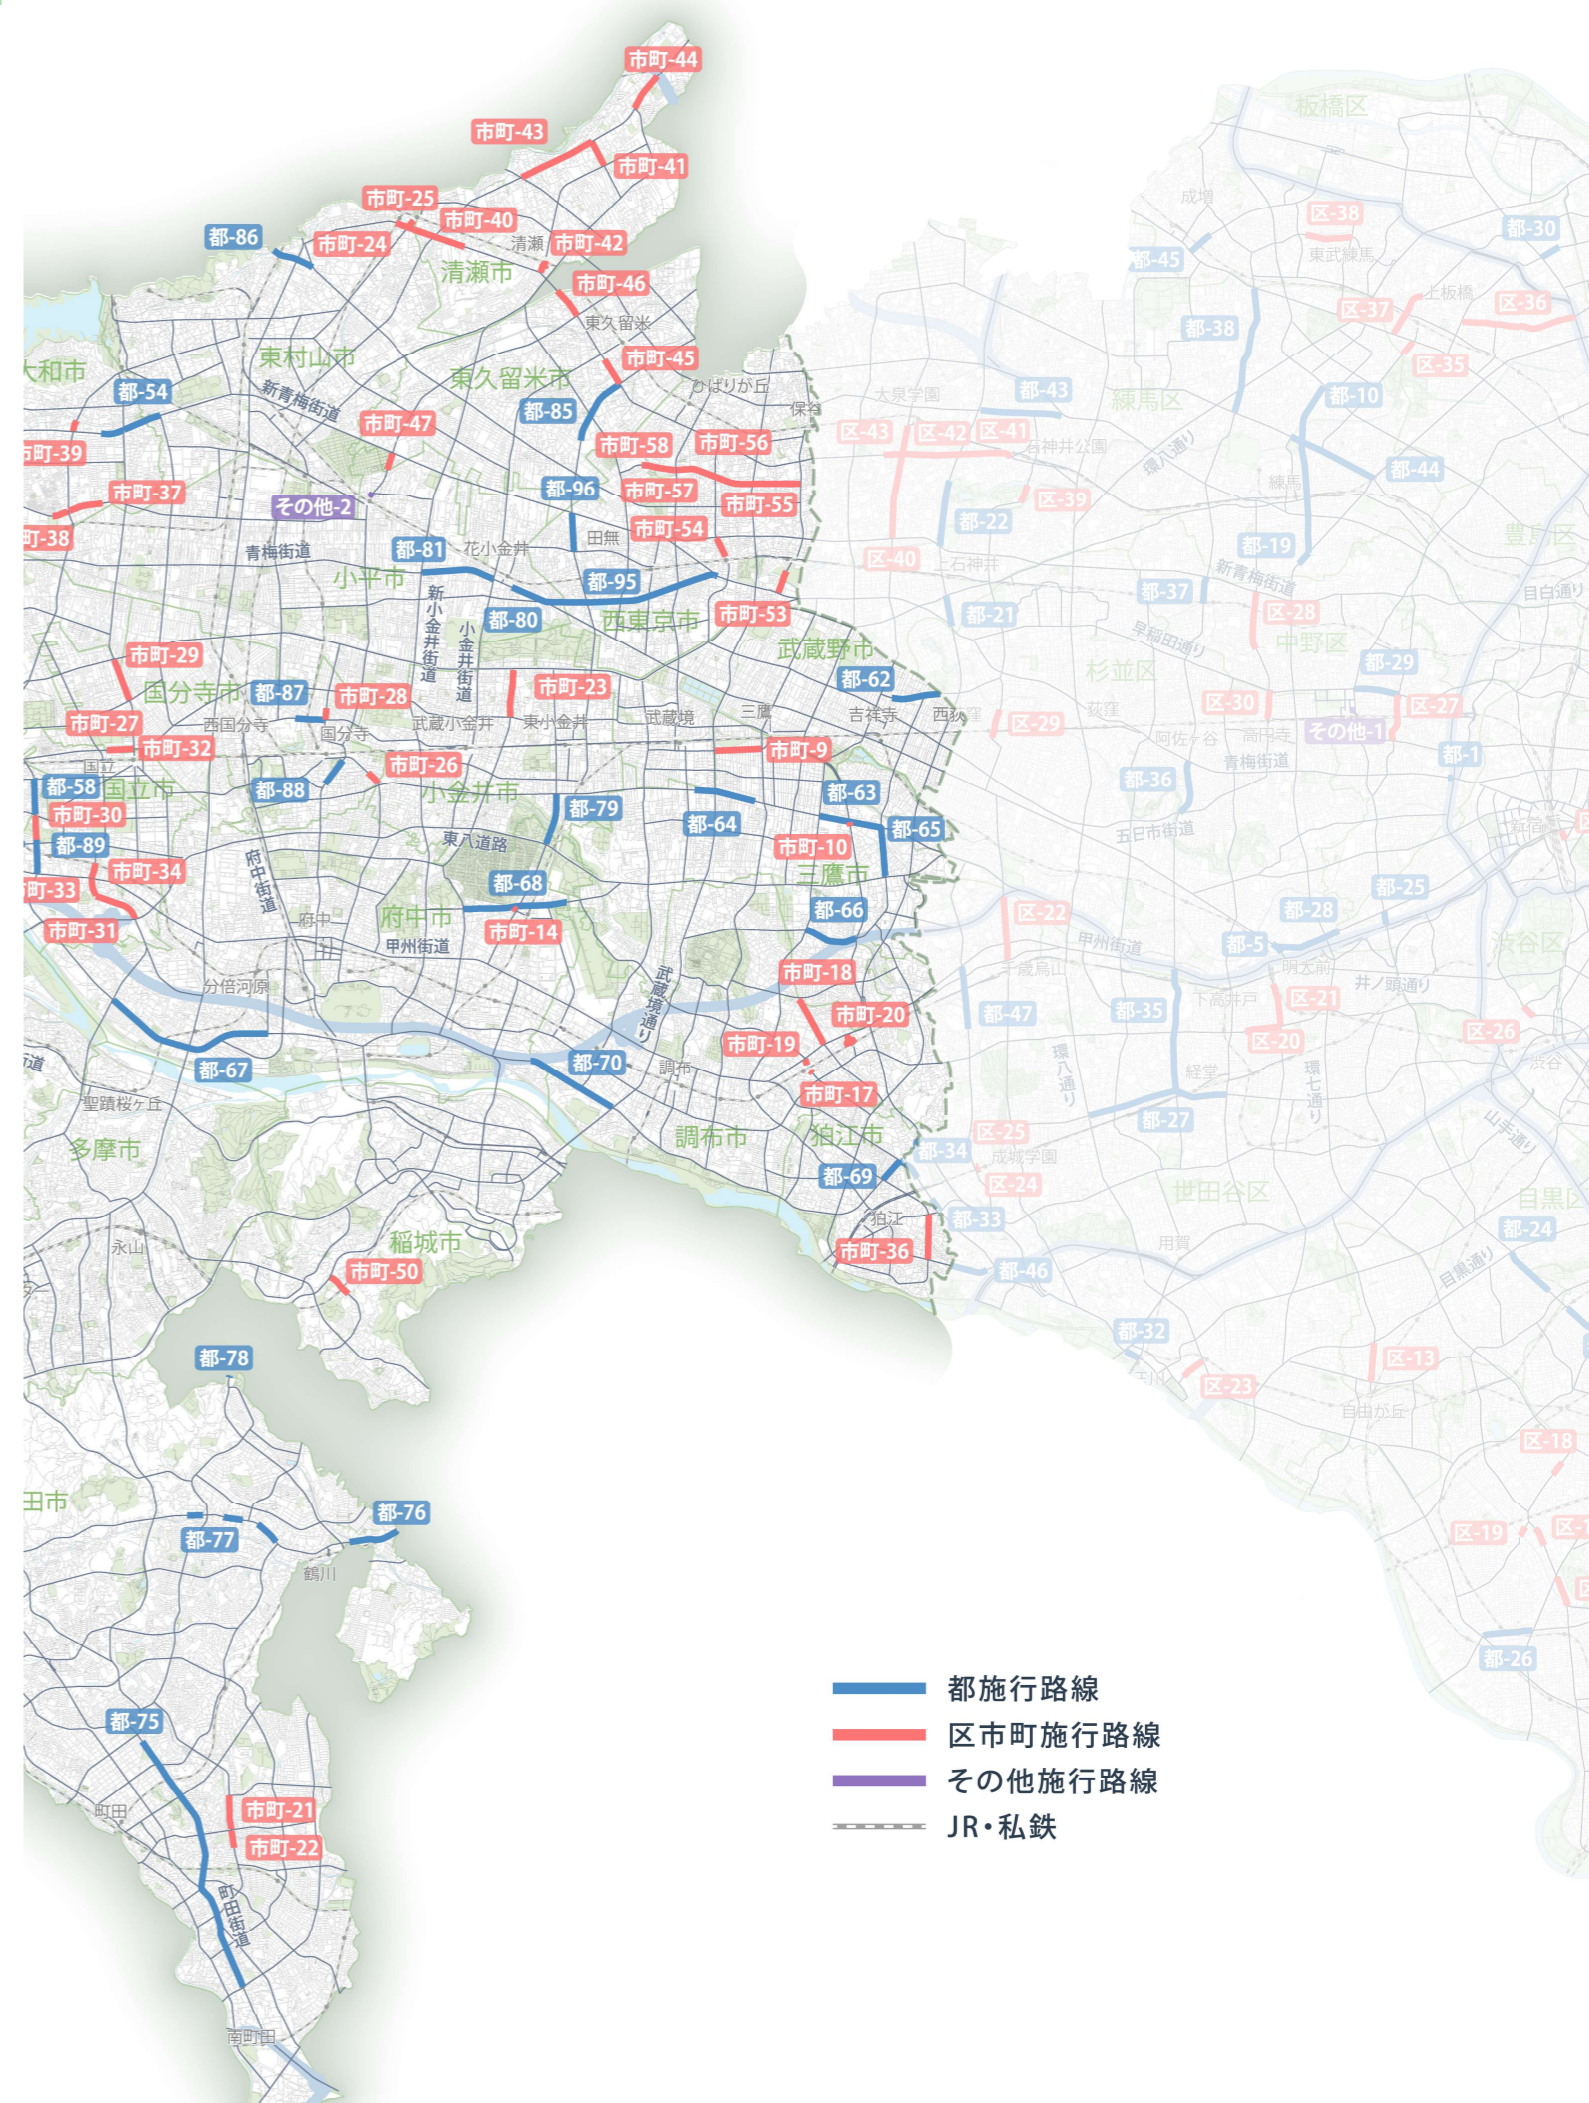 市町-44
板橋区
市町-43
市町-41
成増
市町-25
区-38
市町-40
都-30
都-86
市町-24
清瀬
市町-42
東武練馬
都-45
清瀬市
市町-46
上板橋
区-37
区-36
東久留米
都-38
東村山市
市町-45
区-35
大和市
東久留米市
ひばりが丘
都-54
新青梅街道
都-43
大泉学園
練馬区
都-10
都-85
保谷
市町-47
市町-58
市町-56
区-43
区-42
区-41
石神井公園
環八通り
市町-39
都-44
市町-37
その他-2
都-96
市町-57
市町-55
区-39
練馬
都-22
市町-54
町-38
青梅街道
都-81
花小金井
田無
都-19
豊島区
区-40
上石神井
小平市
都-95
新青梅街道
都-37
目白通り
新小金井街道
小金井街道
都-80
西東京市
市町-53
都-21
区-28
早稲田通り
中野区
武蔵野市
市町-29
国分寺市
都-87
市町-28
市町-23
都-62
杉並区
都-29
市町-27
西国分寺
国分寺
武蔵小金井
東小金井
武蔵境
三鷹
吉祥寺
西荻窪
区-29
荻窪
区-30
区-27
市町-32
市町-9
阿佐ヶ谷
高円寺
その他-1
国立
市町-26
青梅街道
都-1
都-58
国立市
都-88
小金井市
都-63
都-36
市町-30
都-79
都-64
都-65
五日市街道
新宿
都-89
東八道路
市町-10
市町-34
府中街道
三鷹市
町-33
都-68
都-25
府中市
都-66
区-22
都-28
市町-31
府中
市町-14
甲州街道
甲州街道
都-5
渋谷区
千歳烏山
明大前
市町-18
武蔵境通り
井ノ頭通り
分倍河原
下高井戸
区-21
市町-20
都-47
都-35
市町-19
区-20
区-26
都-67
都-70
調布
環八通り
経堂
環七通り
渋谷
街道
市町-17
聖蹟桜ヶ丘
都-27
多摩市
調布市
狛江市
区-25
都-34
成城学園
山手通り
都-69
区-24
世田谷区
目黒区
狛江
都-33
都-24
永山
稲城市
市町-36
用賀
市町-50
都-46
目黒通り
都-32
都-78
区-13
区-23
自由が丘
区-18
田市
都-76
都-77
区-19
鶴川
都-26
都施行路線
都-75
区市町施行路線
その他施行路線
町田
市町-21
JR・私鉄
市町-22
町田街道
南町田